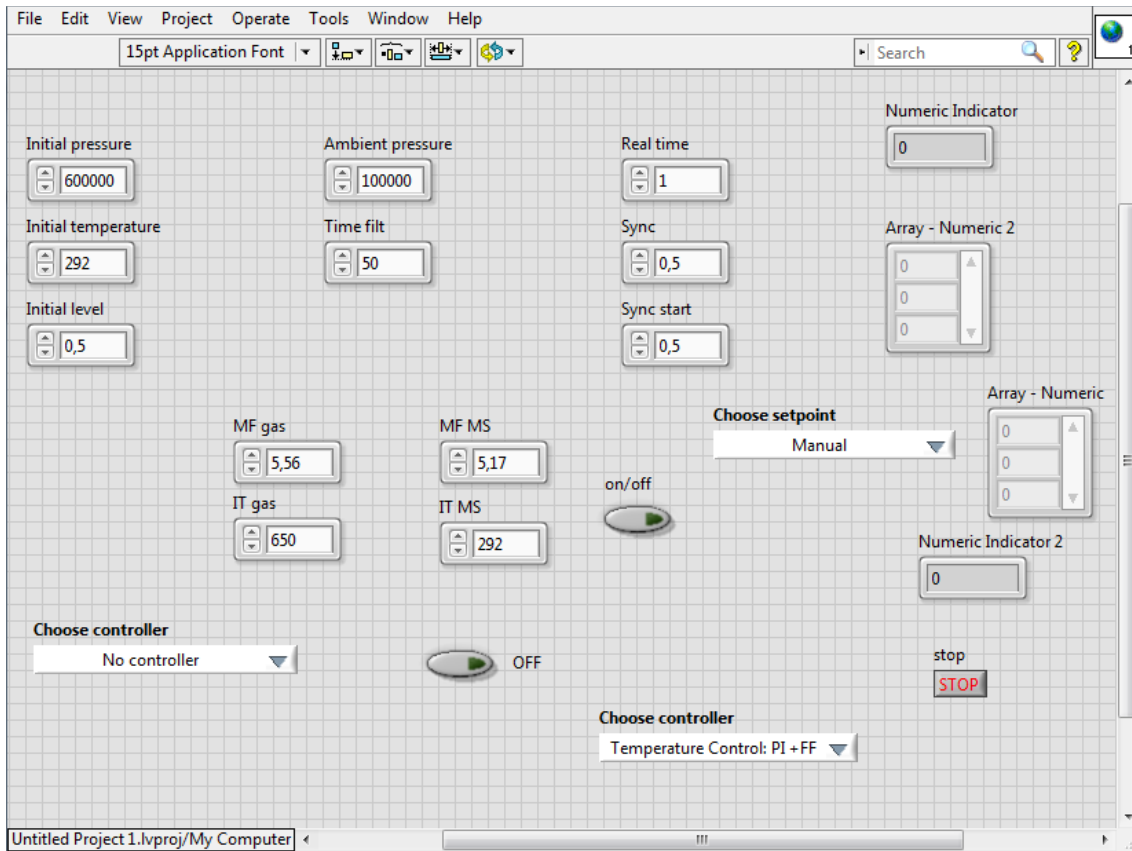 File Edit View Project Operate Tools Window Help
15pt Application Font
Search
?
1
Numeric Indicator
0
Initial pressure
600000
Ambient pressure
100000
Real time
1
Initial temperature
292
Time filt
50
Sync
0,5
Array - Numeric 2
0
0
0
Initial level
0,5
Sync start
0,5
Array - Numeric
0
0
0
Choose setpoint
Manual
MF gas
5,56
MF MS
5,17
on/off
IT gas
650
IT MS
292
Numeric Indicator 2
0
Choose controller
No controller
OFF
stop
STOP
Choose controller
Temperature Control: PI +FF
Untitled Project 1.lvproj/My Computer